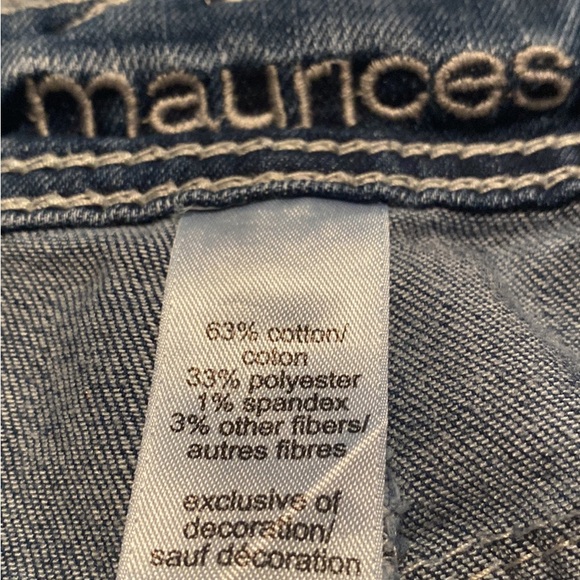 maurices
63% cotton/
coton
33% polyester
1% spandex
3% other fibers/
autres fibres
exclusive of
decoration/
sauf décoration